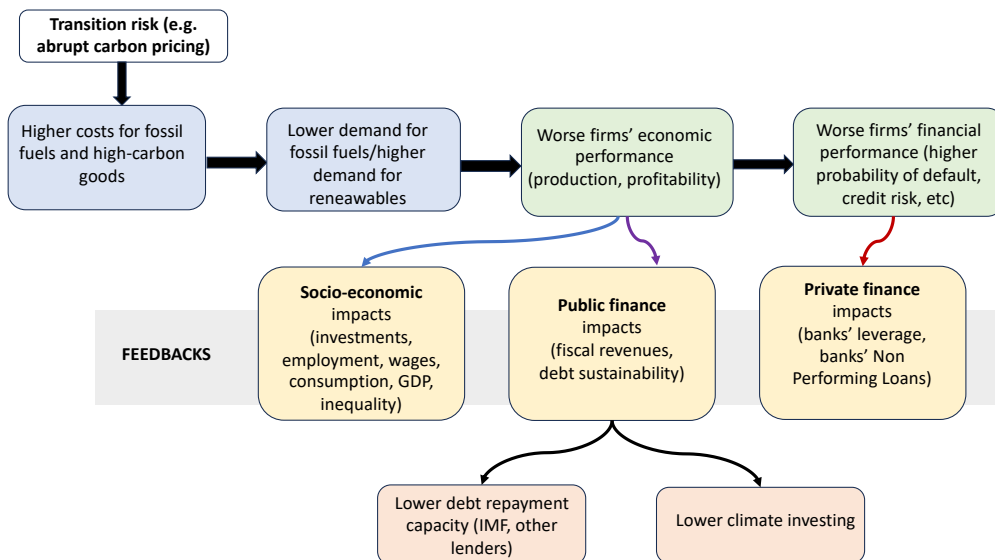 Transition risk (e.g.
abrupt carbon pricing)
Higher costs for fossil
fuels and high-carbon
goods
Lower demand for
fossil fuels/higher
demand for
reneawables
Worse firms' economic
performance
(production, profitability)
Worse firms' financial
performance (higher
probability of default,
credit risk, etc)
FEEDBACKS
Socio-economic
impacts
(investments,
employment, wages,
consumption, GDP,
inequality)
Public finance
impacts
(fiscal revenues,
debt sustainability)
Private finance
impacts
(banks' leverage,
banks' Non
Performing Loans)
Lower debt repayment
capacity (IMF, other
lenders)
Lower climate investing